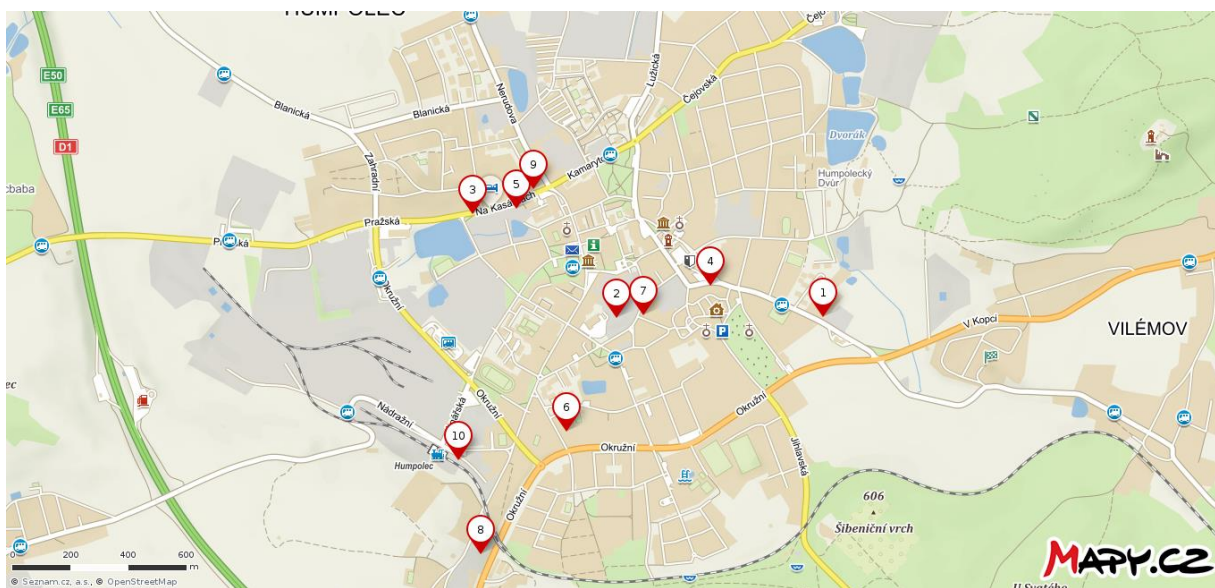 HUMPOLEC
E50
E65
D1
Blanická
Blanická
Nerudova
Lužická
Čejovská
Zahradní
Pražská
Na Kasárnách
Kamarytova
Dvorák
Humpolecký
Dvůr
9
3
5
4
2
7
1
6
10
8
Okružní
Okružní
Okružní
Okružní
Okružní
V Kopci
VILÉMOV
Nádražní
Humpolec
Jihlavská
606
Šibeniční vrch
0 200 400 600 m
© Seznam.cz, a.s., © OpenStreetMap
MAPY.CZ